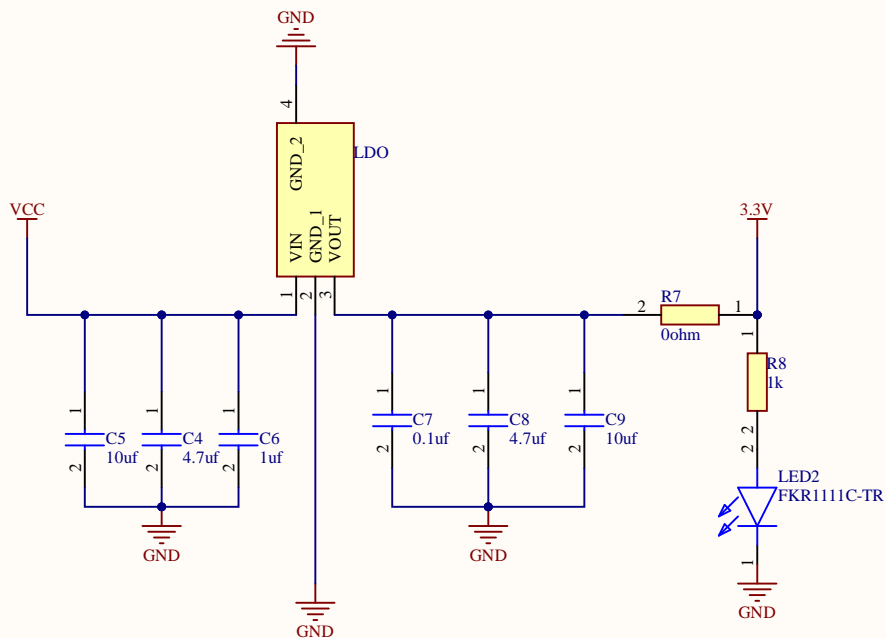 GND
4
GND_2
LDO
VCC
3.3V
VIN
GND_1
VOUT
1
2
3
R7
2
1
0ohm
1
R8
1k
2
1
C5
10uf
2
1
C4
4.7uf
2
1
C6
1uf
2
1
C7
0.1uf
2
1
C8
4.7uf
2
1
C9
10uf
2
LED2
FKR1111C-TR
2
1
GND
GND
GND
GND